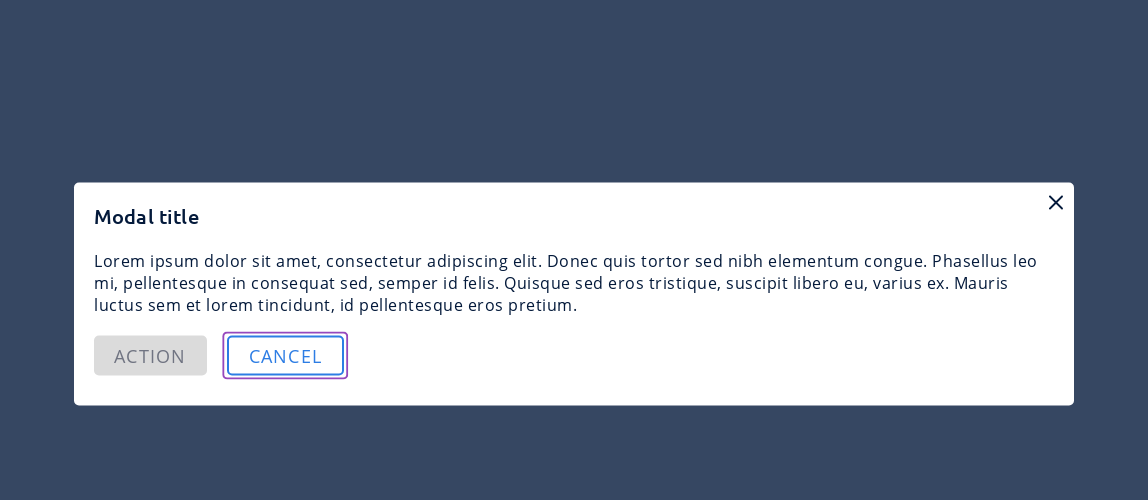 Modal title
Lorem ipsum dolor sit amet, consectetur adipiscing elit. Donec quis tortor sed nibh elementum congue. Phasellus leo
mi, pellentesque in consequat sed, semper id felis. Quisque sed eros tristique, suscipit libero eu, varius ex. Mauris
luctus sem et lorem tincidunt, id pellentesque eros pretium.
ACTION CANCEL